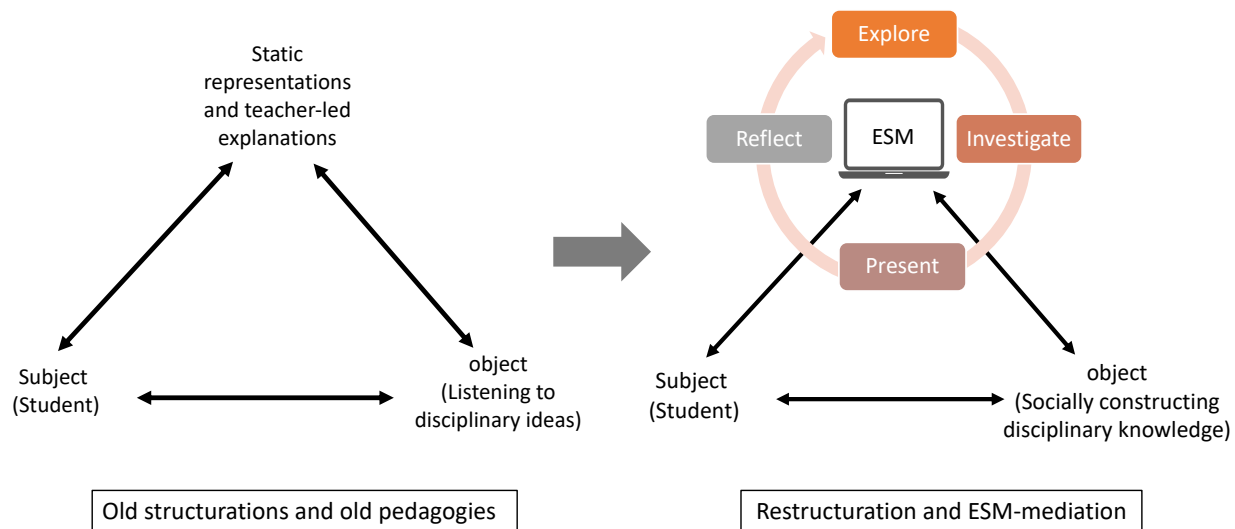 Static
representations
and teacher-led
explanations
Subject
(Student)
object
(Listening to
disciplinary ideas)
Old structurations and old pedagogies
Explore
Reflect
ESM
Investigate
Present
Subject
(Student)
object
(Socially constructing
disciplinary knowledge)
Restructuration and ESM-mediation